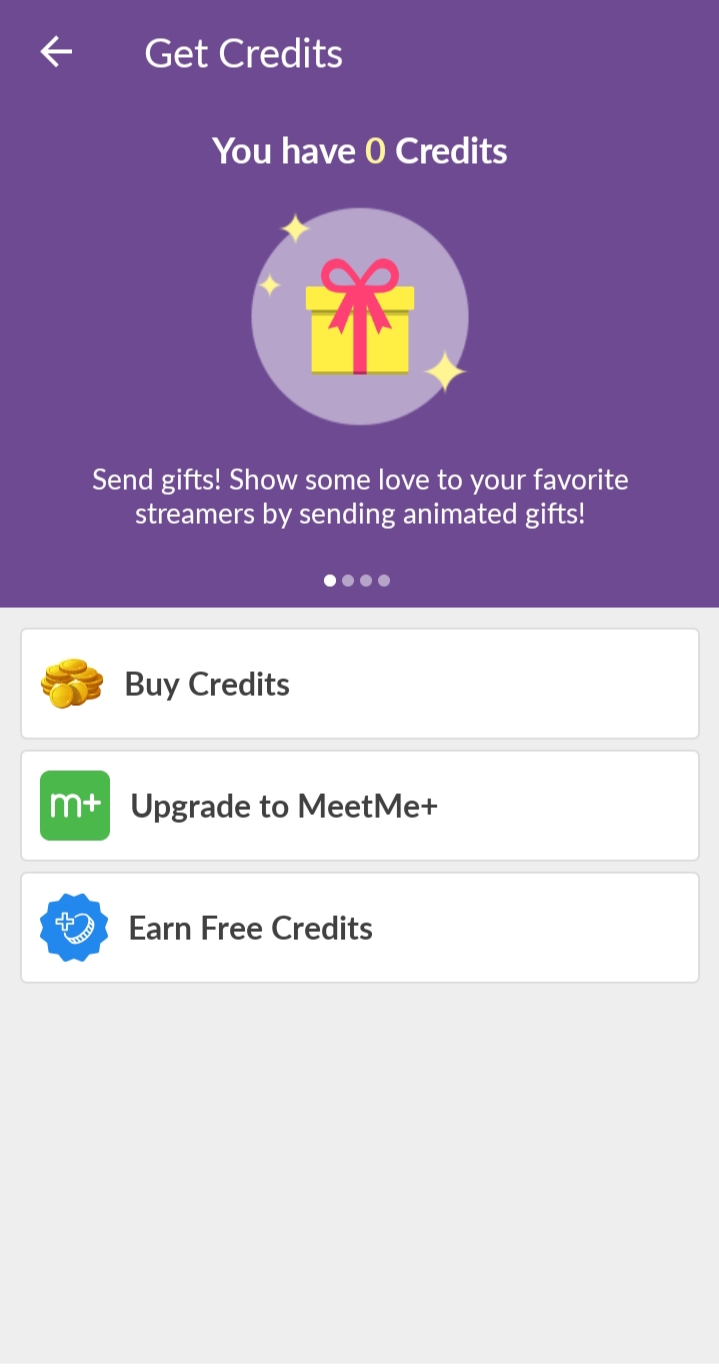 Get Credits
You have 0 Credits
Send gifts! Show some love to your favorite
streamers by sending animated gifts!
Buy Credits
m+
Upgrade to MeetMe+
Earn Free Credits